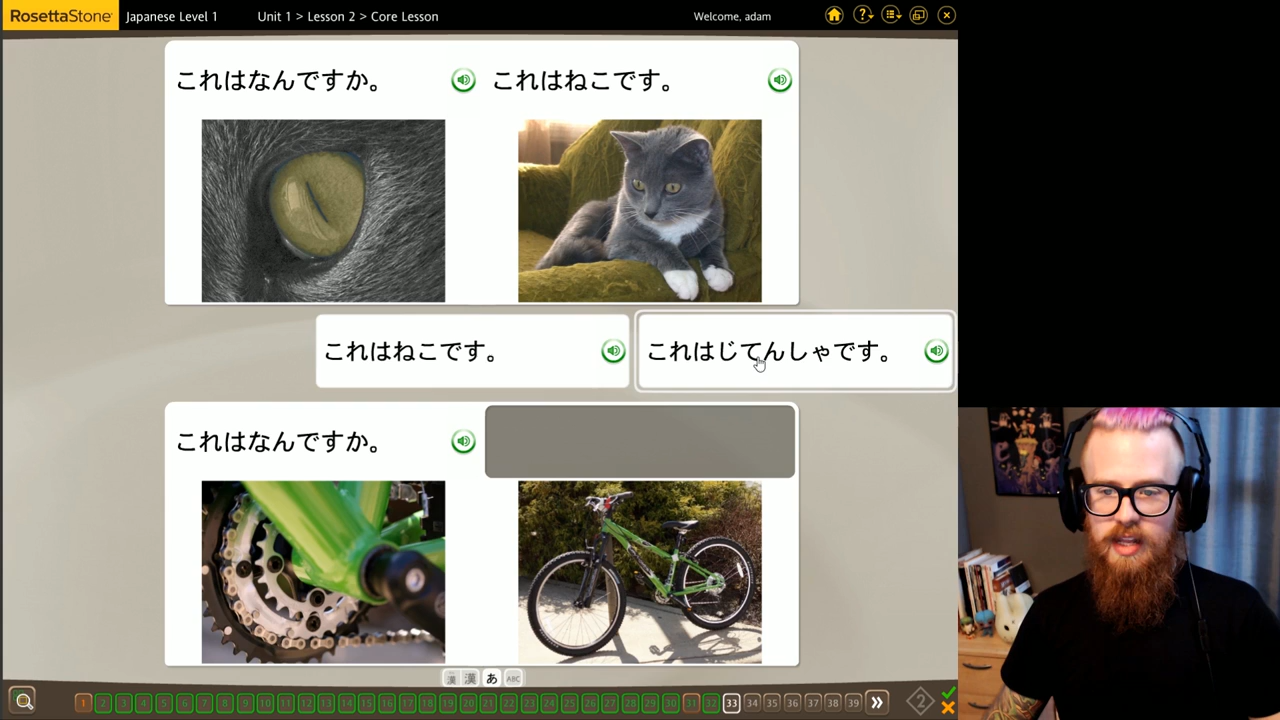 RosettaStone
Japanese Level 1
Unit 1 > Lesson 2 > Core Lesson
Welcome, adam
これはなんですか。
これはねこです。
これはねこです。
これはじてんしゃです。
これはなんですか。
漢 漢 あ ABC
1 2 3 4 5 6 7 8 9 10 11 12 13 14 15 16 17 18 19 20 21 22 23 24 25 26 27 28 29 30 31 32 33 34 35 36 37 38 39 2